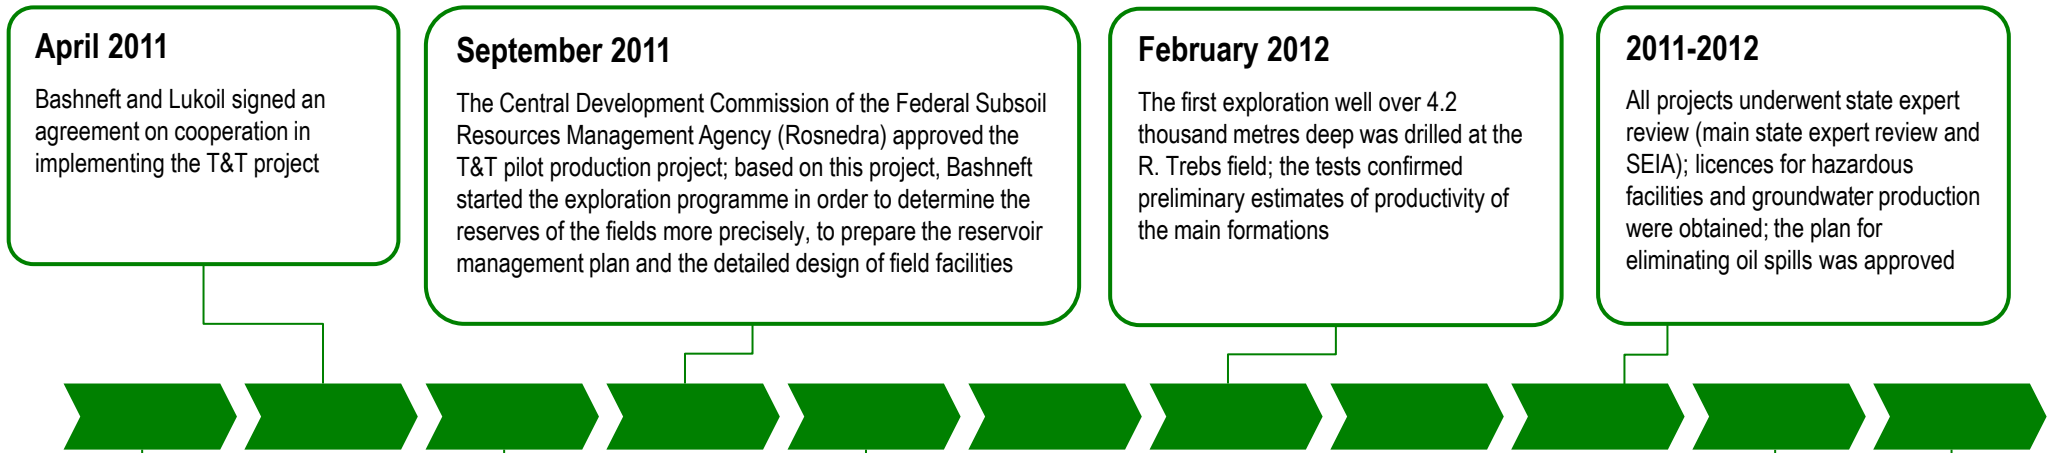 April 2011
Bashneft and Lukoil signed an
agreement on cooperation in
implementing the T&T project
September 2011
The Central Development Commission of the Federal Subsoil
Resources Management Agency (Rosnedra) approved the
T&T pilot production project; based on this project, Bashneft
started the exploration programme in order to determine the
reserves of the fields more precisely, to prepare the reservoir
management plan and the detailed design of field facilities
February 2012
The first exploration well over 4.2
thousand metres deep was drilled at the
R. Trebs field; the tests confirmed
preliminary estimates of productivity of
the main formations
2011-2012
All projects underwent state expert
review (main state expert review and
SEIA); licences for hazardous
facilities and groundwater production
were obtained; the plan for
eliminating oil spills was approved